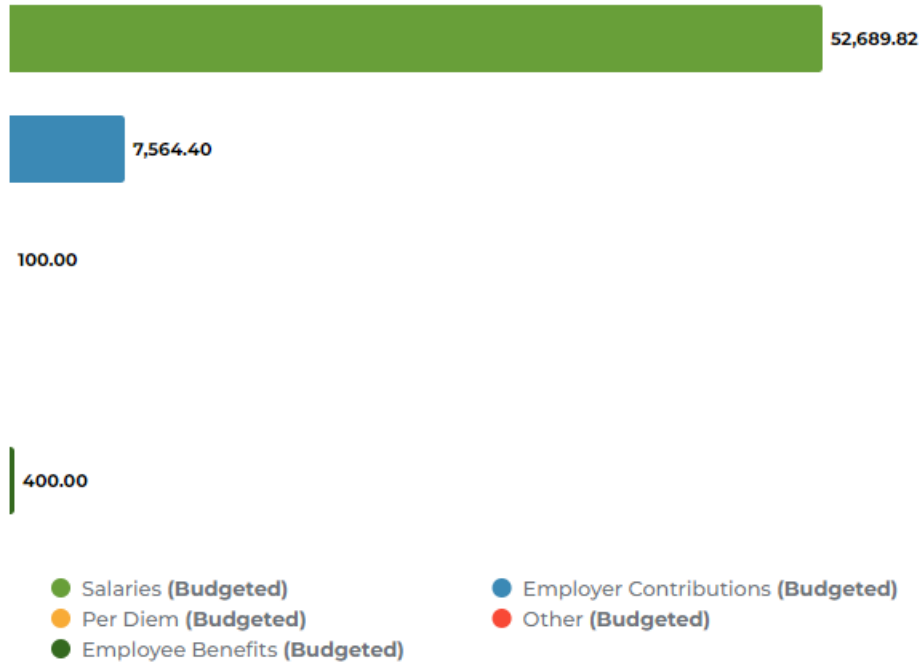 52,689.82
7,564.40
100.00
400.00
Salaries (Budgeted)
Employer Contributions (Budgeted)
Per Diem (Budgeted)
Other (Budgeted)
Employee Benefits (Budgeted)